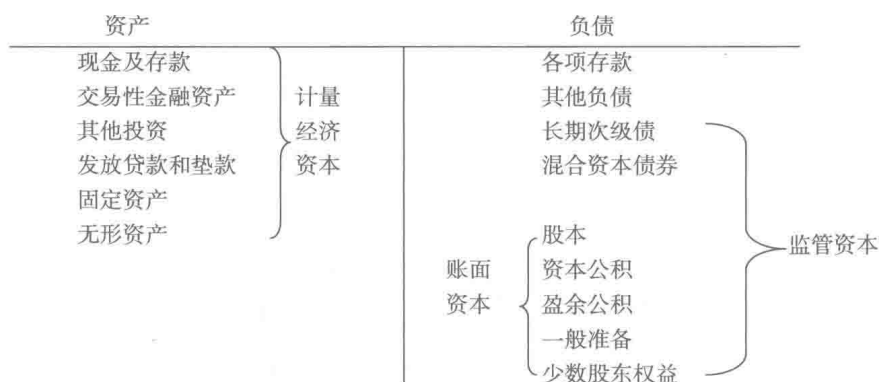 资产 负债
现金及存款 各项存款
交易性金融资产 计量 其他负债
其他投资 经济 长期次级债
发放贷款和垫款 资本 混合资本债券
固定资产
无形资产 股本
监管资本
账面 资本公积
资本 盈余公积
一般准备
少数股东权益